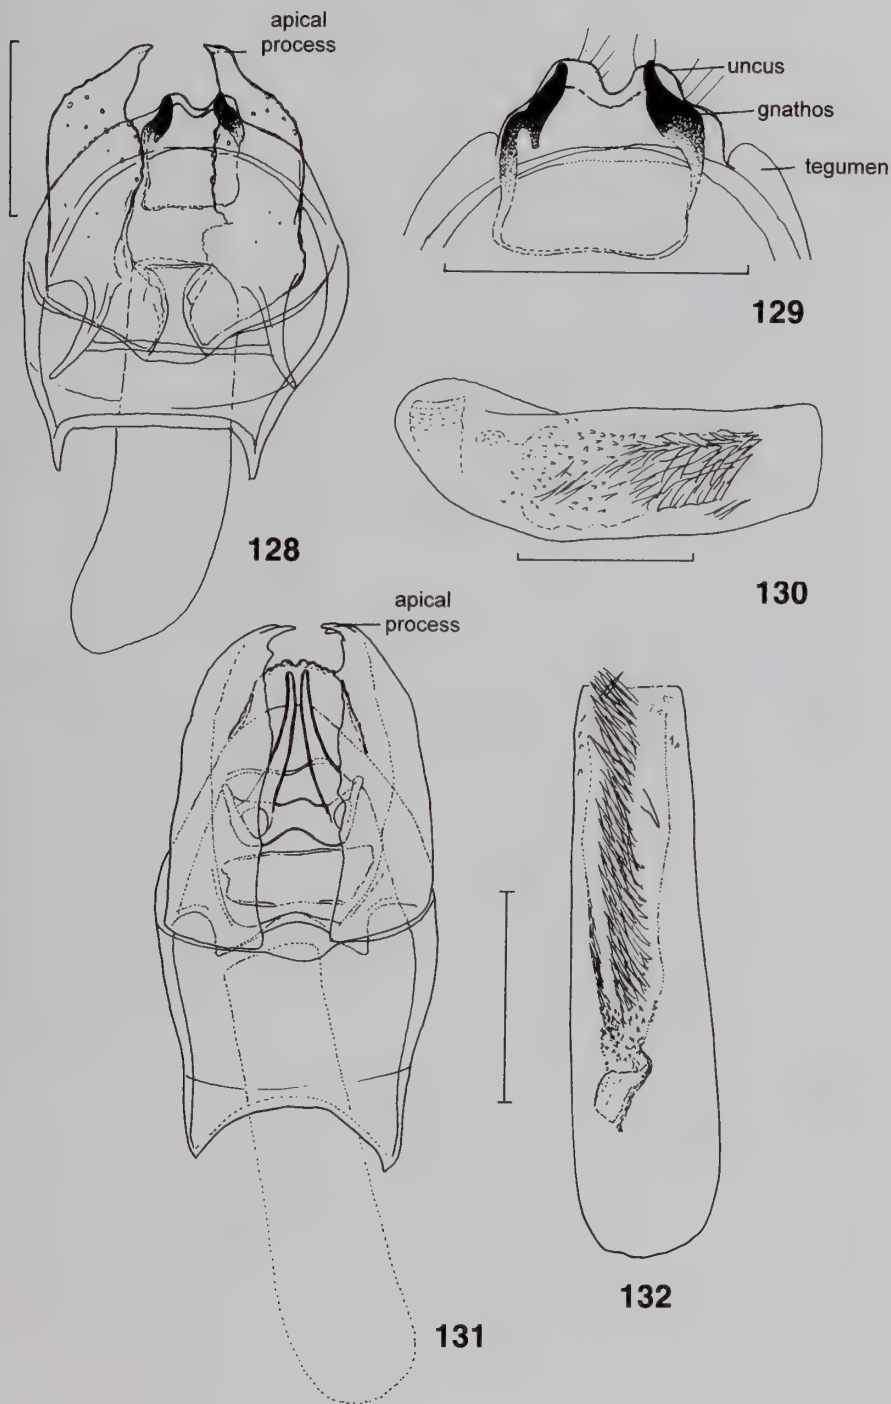 apical
process
uncus
gnathos
tegumen
129
128
130
apical
process
132
131